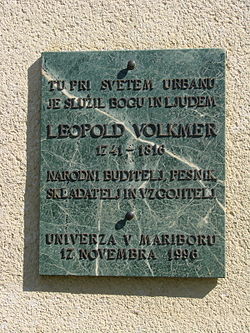 TU PRI SVETEM URBANU
JE SLUŽIL BOGU IN LJUDEM
LEOPOLD VOLKMER
1741-1816
NARODNI BUDITELJ, PESNIK,
SKLADATELJ IN VZGOJITELJ
UNIVERZA V MARIBORU
17. NOVEMBRA 1996